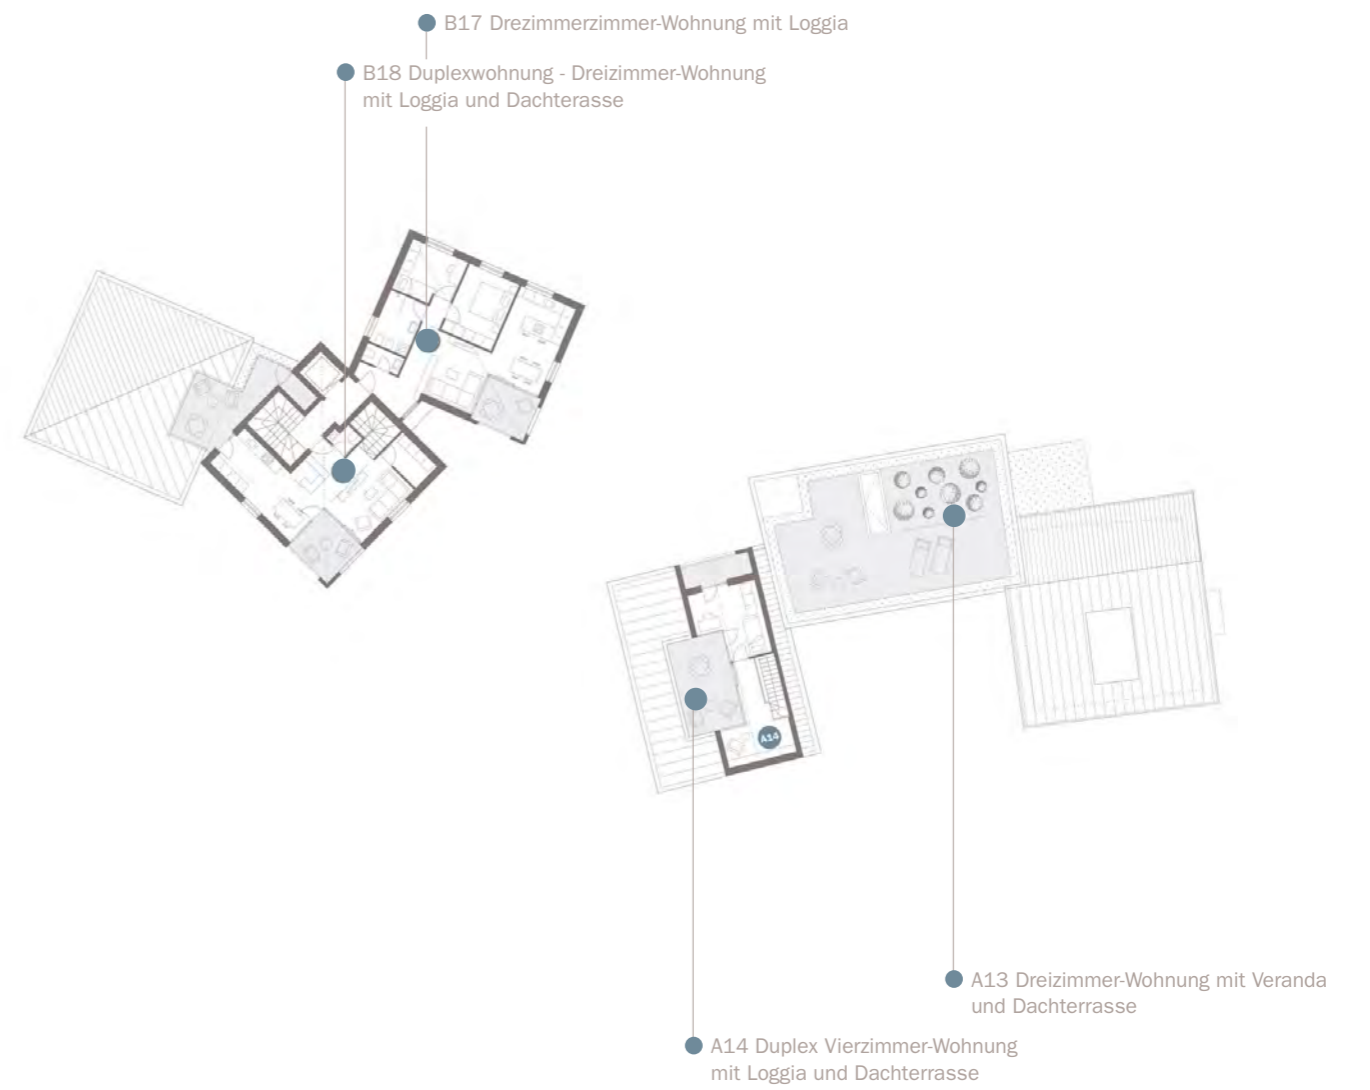 B17 Drezimmerzimmer-Wohnung mit Loggia
B18 Duplexwohnung - Dreizimmer-Wohnung
mit Loggia und Dachterasse
A14
A13 Dreizimmer-Wohnung mit Veranda
und Dachterrasse
A14 Duplex Vierzimmer-Wohnung
mit Loggia und Dachterrasse